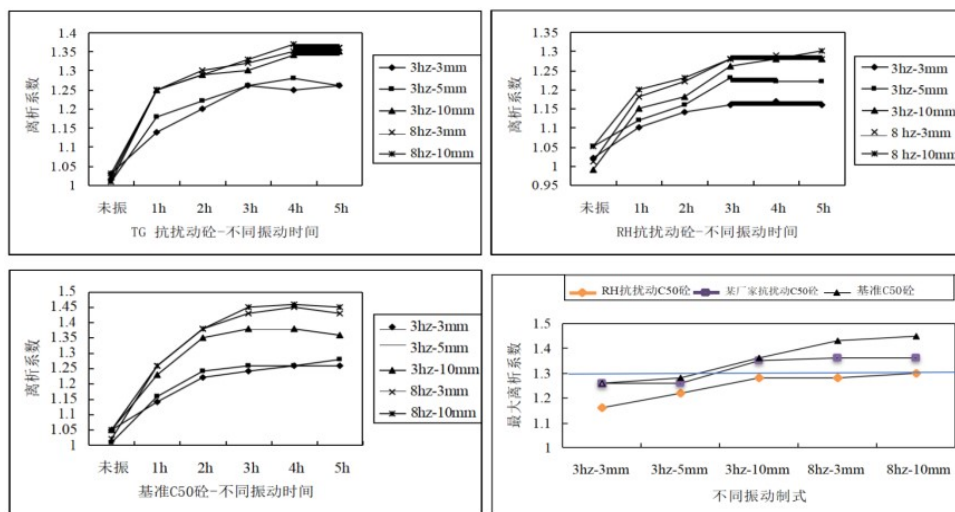 1.4
1.35
1.3
1.25
1.2
1.15
1.1
1.05
1
离析系数
未振 1h 2h 3h 4h 5h
TG 抗扰动砼-不同振动时间
3hz-3mm
3hz-5mm
3hz-10mm
8hz-3mm
8hz-10mm
1.35
1.3
1.25
1.2
1.15
1.1
1.05
1
0.95
离析系数
未振 1h 2h 3h 4h 5h
RH抗扰动砼-不同振动时间
3hz-3mm
3hz-5mm
3hz-10mm
8 hz-3mm
8 hz-10mm
1.5
1.45
1.4
1.35
1.3
1.25
1.2
1.15
1.1
1.05
1
离析系数
未振 1h 2h 3h 4h 5h
基准C50砼-不同振动时间
3hz-3mm
3hz-5mm
3hz-10mm
8hz-3mm
8hz-10mm
RH抗扰动C50砼 某厂家抗扰动C50砼 基准C50砼
1.5
1.4
1.3
1.2
1.1
1
最大离析系数
3hz-3mm 3hz-5mm 3hz-10mm 8hz-3mm 8hz-10mm
不同振动制式